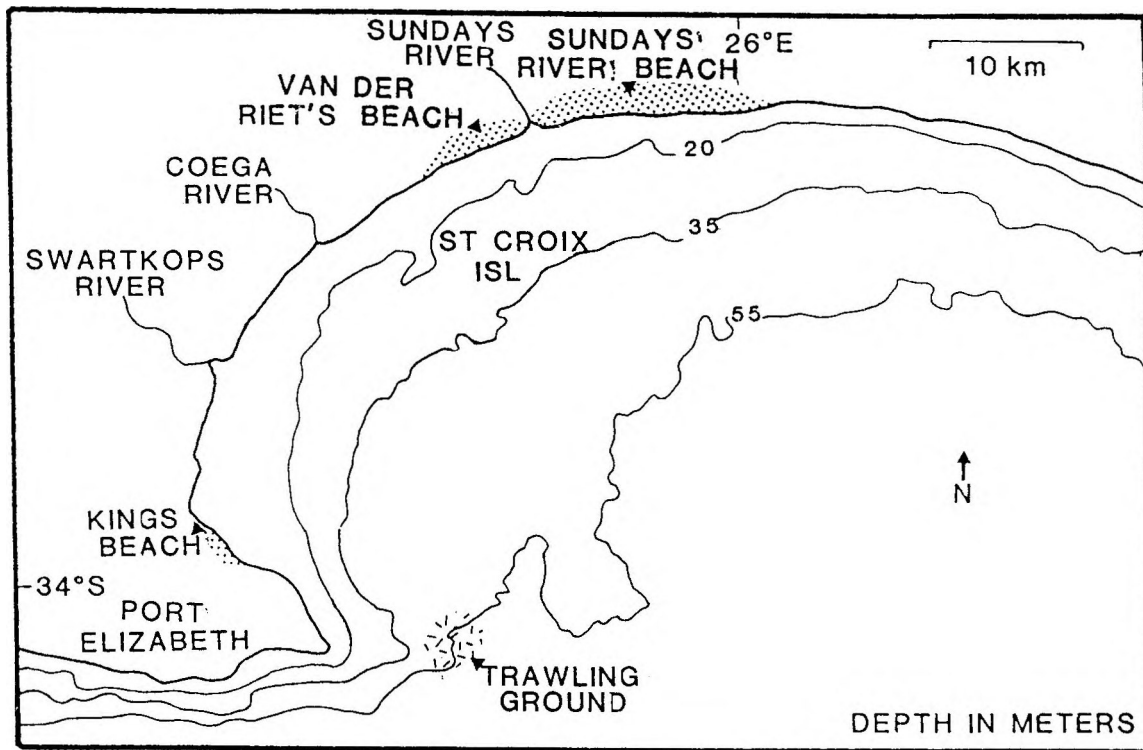 SUNDAYS
RIVER
SUNDAYS'
RIVER! BEACH
26°E
10 km
VAN DER
RIET'S BEACH
COEGA
RIVER
SWARTKOPS
RIVER
20
35
55
ST CROIX
ISL
N
KINGS
BEACH
34°S
PORT
ELIZABETH
TRAWLING
GROUND
DEPTH IN METERS